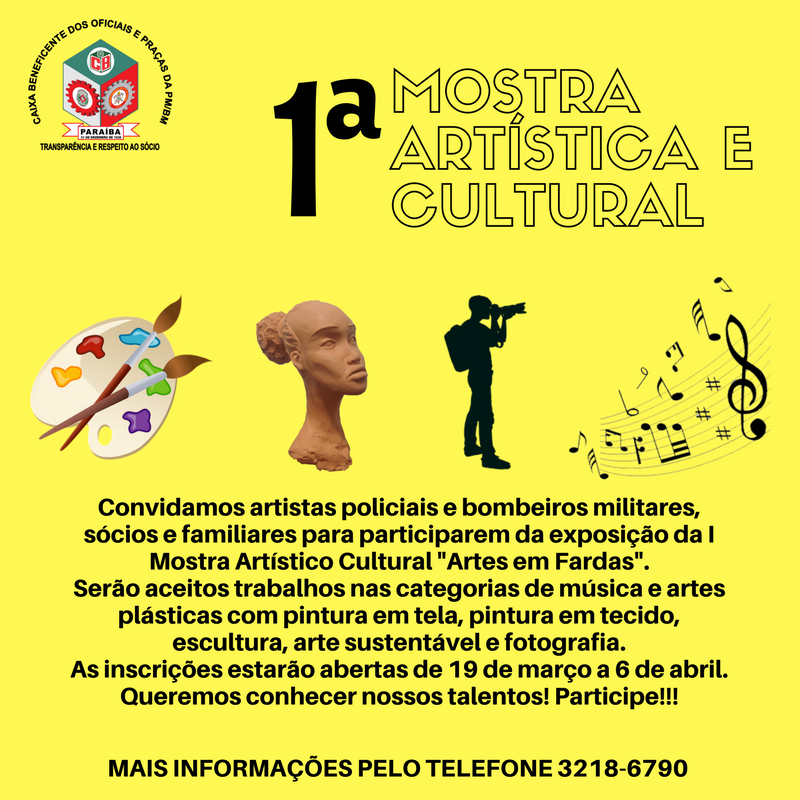 CAIXA BENEFICENTE DOS OFICIAIS E PRAÇAS DA PM/BM
CB
PARAÍBA
TRANSPARÊNCIA E RESPEITO AO SÓCIO
1ª MOSTRA
ARTÍSTICA E
CULTURAL
Convidamos artistas policiais e bombeiros militares,
sócios e familiares para participarem da exposição da I
Mostra Artístico Cultural "Artes em Fardas".
Serão aceitos trabalhos nas categorias de música e artes
plásticas com pintura em tela, pintura em tecido,
escultura, arte sustentável e fotografia.
As inscrições estarão abertas de 19 de março a 6 de abril.
Queremos conhecer nossos talentos! Participe!!!
MAIS INFORMAÇÕES PELO TELEFONE 3218-6790